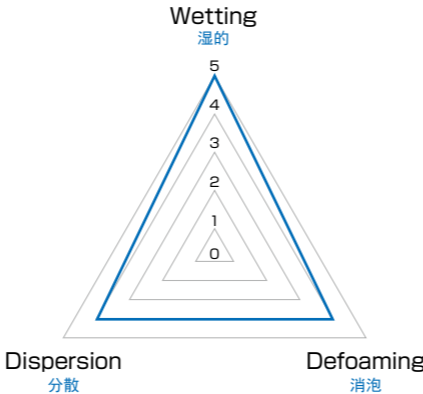 Wetting
湿的
5
4
3
2
1
0
Dispersion
分散
Defoaming
消泡